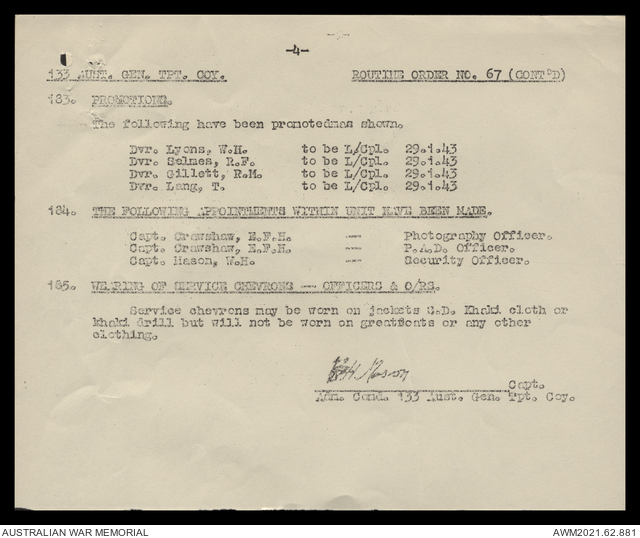 -4-
133 AUST. GEN. TPT. COY. ROUTINE ORDER NO. 67 (CONT'D)
183. PROMOTIONS.
The following have been promotedmas shown.
Dvr. Lyons, W.H. to be L/Cpl. 29.1.43
Dvr. Selmes, R.F. to be L/Cpl. 29.1.43
Dvr. Gillett, R.M. to be L/Cpl. 29.1.43
Dvr. Lang, T. to be L/Cpl. 29.1.43
184. THE FOLLOWING APPOINTMENTS WITHIN UNIT HAVE BEEN MADE.
Capt. Crawshaw, E.F.H. -- Photography Officer.
Capt. Crawshaw, E.F.H. -- P.A.D. Officer.
Capt. Mason, W.H. -- Security Officer.
185. WEARING OF SERVICE CHEVRONS -- OFFICERS & O/RS.
Service chevrons may be worn on jackets S.D. Khaki cloth or
khaki drill but will not be worn on greatcoats or any other
clothing.
Mason
Capt.
Adm. Comd. 133 Aust. Gen. Tpt. Coy.
AUSTRALIAN WAR MEMORIAL AWM2021.62.881